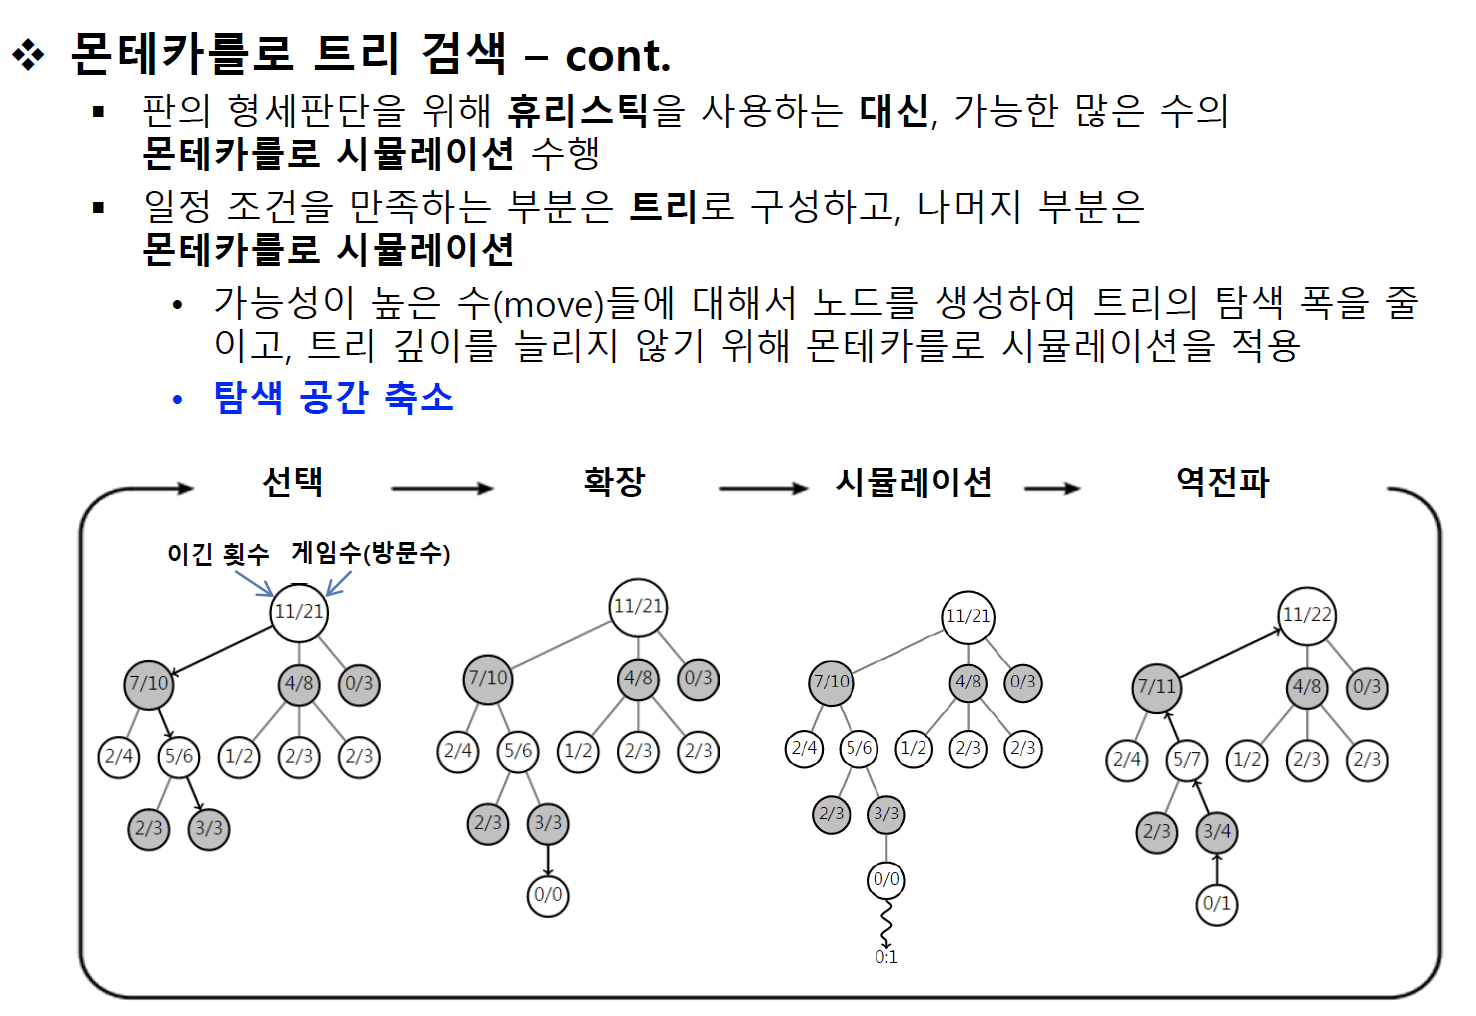 ❖ 몬테카를로 트리 검색 – cont.
▪ 판의 형세판단을 위해 휴리스틱을 사용하는 대신, 가능한 많은 수의
몬테카를로 시뮬레이션 수행
▪ 일정 조건을 만족하는 부분은 트리로 구성하고, 나머지 부분은
몬테카를로 시뮬레이션
• 가능성이 높은 수(move)들에 대해서 노드를 생성하여 트리의 탐색 폭을 줄
이고, 트리 깊이를 늘리지 않기 위해 몬테카를로 시뮬레이션을 적용
• 탐색 공간 축소
선택 확장 시뮬레이션 역전파
이긴 횟수 게임수(방문수)
11/21
7/10 4/8 0/3
2/4 5/6 1/2 2/3 2/3
2/3 3/3
11/21
7/10 4/8 0/3
2/4 5/6 1/2 2/3 2/3
2/3 3/3
0/0
11/21
7/10 4/8 0/3
2/4 5/6 1/2 2/3 2/3
2/3 3/3
0/0
0:1
11/22
7/11 4/8 0/3
2/4 5/7 1/2 2/3 2/3
2/3 3/4
0/1